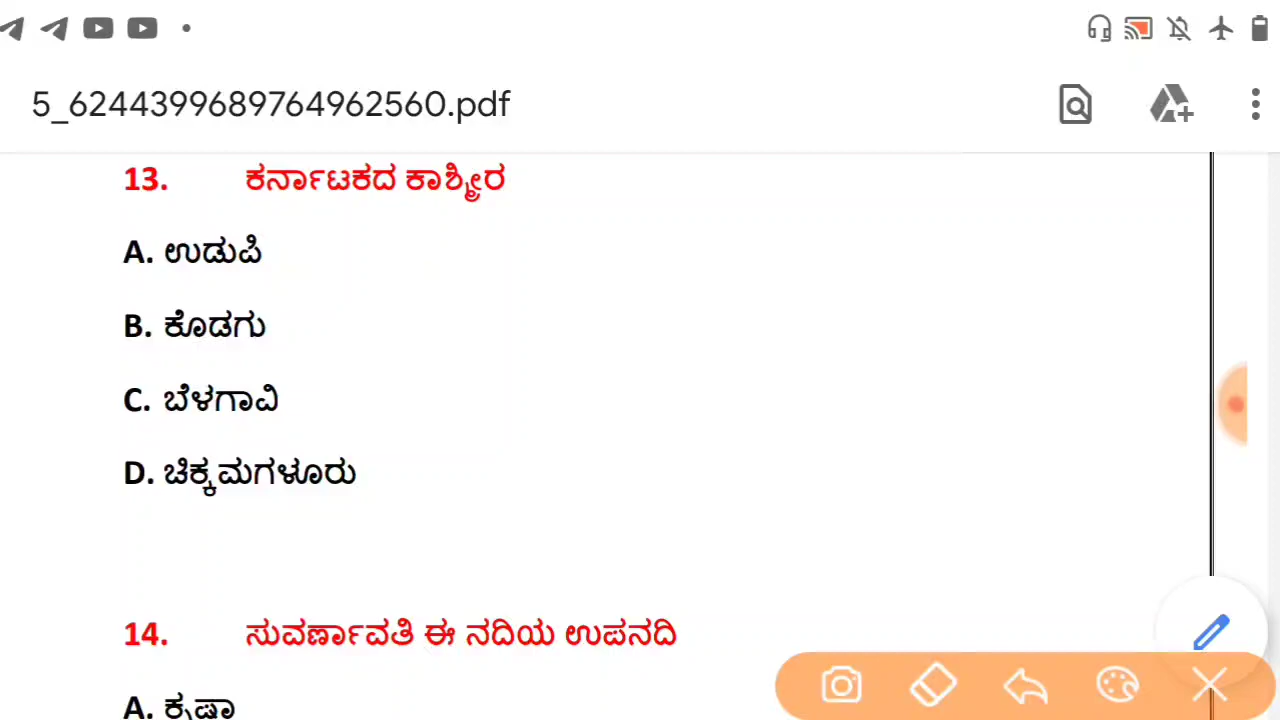 5_6244399689764962560.pdf
13. ಕರ್ನಾಟಕದ ಕಾಶ್ಮೀರ
A. ಉಡುಪಿ
B. ಕೊಡಗು
C. ಬೆಳಗಾವಿ
D. ಚಿಕ್ಕಮಗಳೂರು
14. ಸುವರ್ಣಾವತಿ ಈ ನದಿಯ ಉಪನದಿ
A. ಕೃಷ್ಣಾ